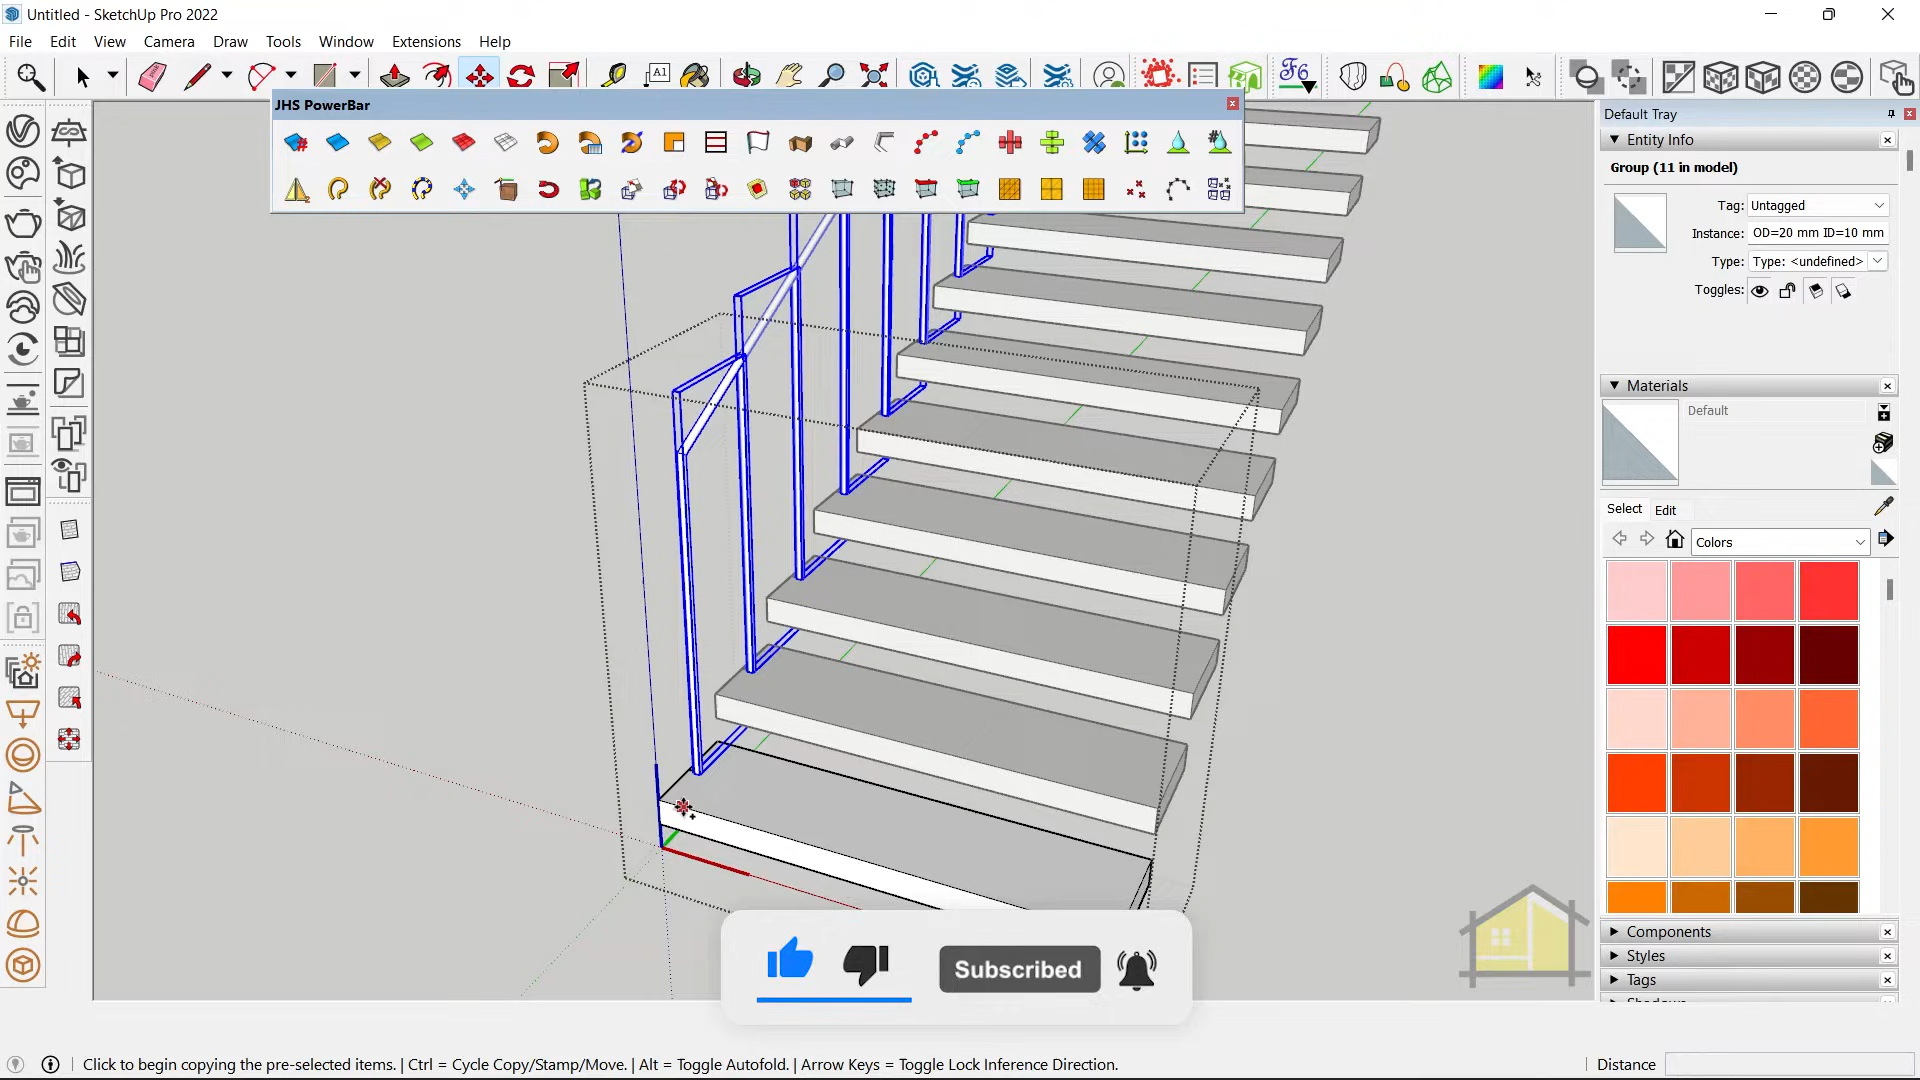 Untitled - SketchUp Pro 2022
File Edit View Camera Draw Tools Window Extensions Help
A1
JHS PowerBar
Default Tray
Entity Info
Group (11 in model)
Tag: Untagged
Instance: OD=20 mm ID=10 mm
Type: Type: <undefined>
Toggles:
Materials
Default
Select Edit
Colors
Components
Styles
Tags
Subscribed
Click to begin copying the pre-selected items. | Ctrl = Cycle Copy/Stamp/Move. | Alt = Toggle Autofold. | Arrow Keys = Toggle Lock Inference Direction.
Distance